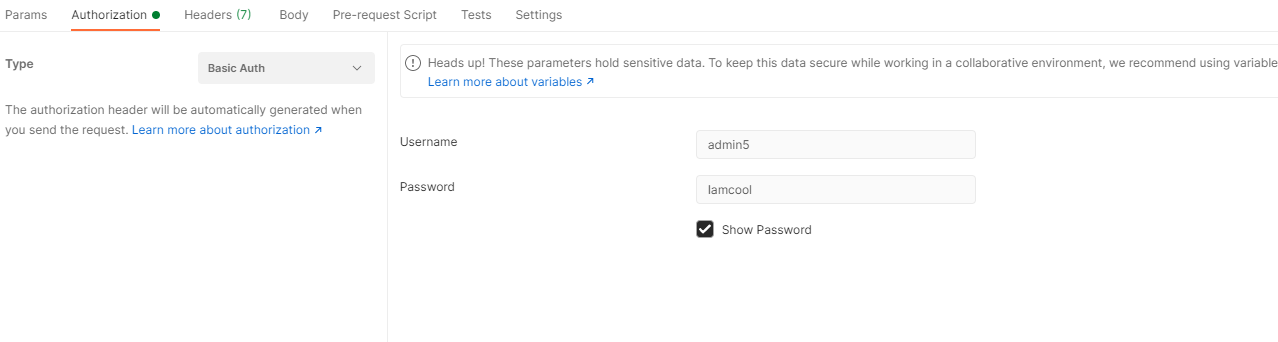 Params Authorization Headers (7) Body Pre-request Script Tests Settings
Type Basic Auth
The authorization header will be automatically generated when
you send the request. Learn more about authorization ↗
Heads up! These parameters hold sensitive data. To keep this data secure while working in a collaborative environment, we recommend using variable
Learn more about variables ↗
Username admin5
Password Iamcool
Show Password